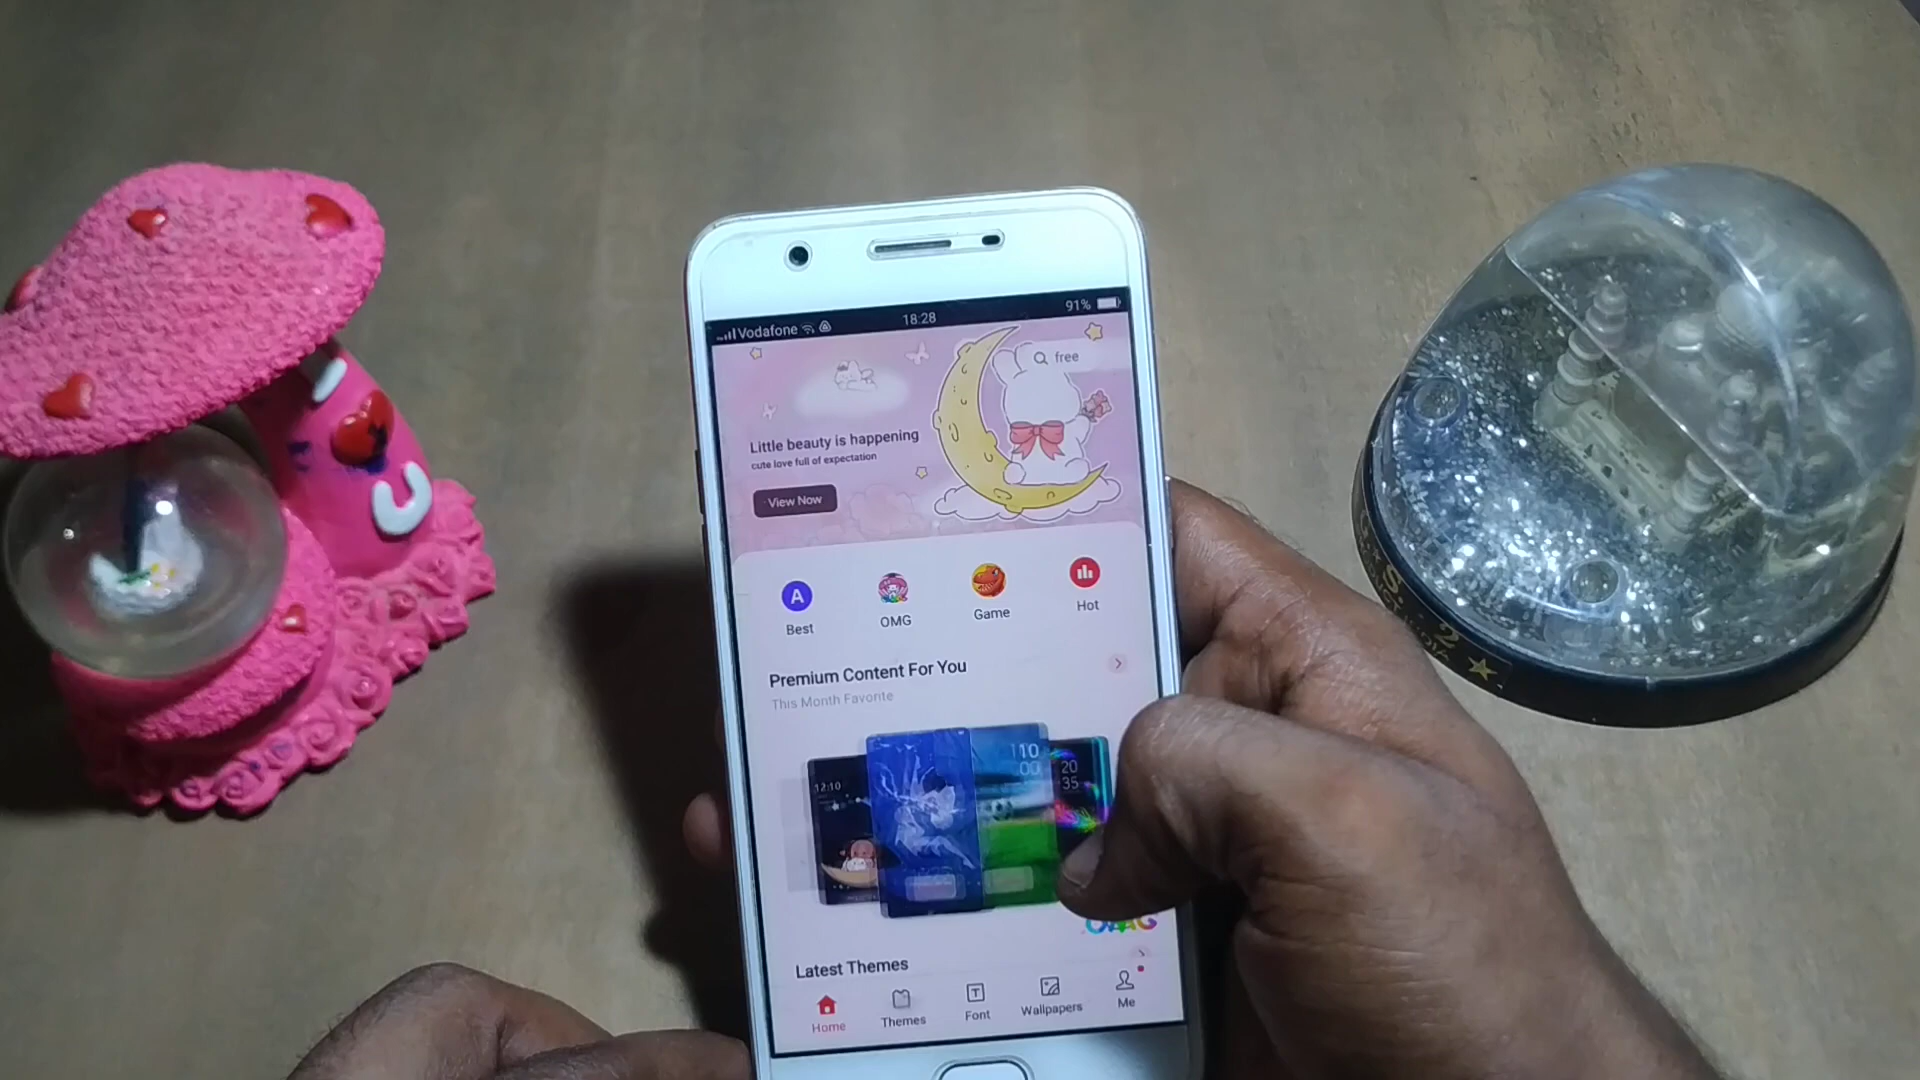 Vodafone 18:28 91%
free
Little beauty is happening
cute love full of expectation
View Now
A
Best OMG Game Hot
Premium Content For You
This Month Favorite
12:10
20
35
Latest Themes
Home Themes Font Wallpapers Me